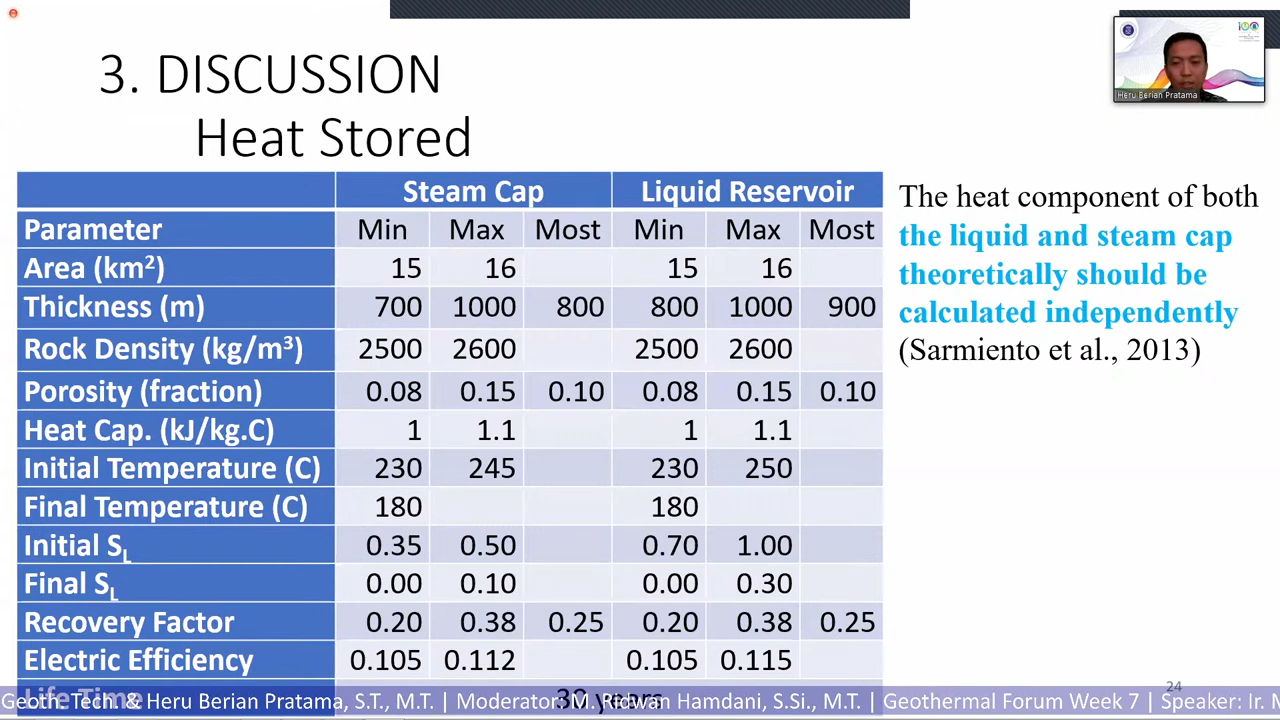 Heru Berian Pratama
3. DISCUSSION
Heat Stored
Steam Cap Liquid Reservoir
Parameter Min Max Most Min Max Most
Area (km²) 15 16 15 16
Thickness (m) 700 1000 800 800 1000 900
Rock Density (kg/m³) 2500 2600 2500 2600
Porosity (fraction) 0.08 0.15 0.10 0.08 0.15 0.10
Heat Cap. (kJ/kg.C) 1 1.1 1 1.1
Initial Temperature (C) 230 245 230 250
Final Temperature (C) 180 180
Initial SL 0.35 0.50 0.70 1.00
Final SL 0.00 0.10 0.00 0.30
Recovery Factor 0.20 0.38 0.25 0.20 0.38 0.25
Electric Efficiency 0.105 0.112 0.105 0.115
Life Time 30 years
The heat component of both
the liquid and steam cap
theoretically should be
calculated independently
(Sarmiento et al., 2013)
24
Geoth. Tech. & Heru Berian Pratama, S.T., M.T. | Moderator: M. Ridwan Hamdani, S.Si., M.T. | Geothermal Forum Week 7 | Speaker: Ir. M